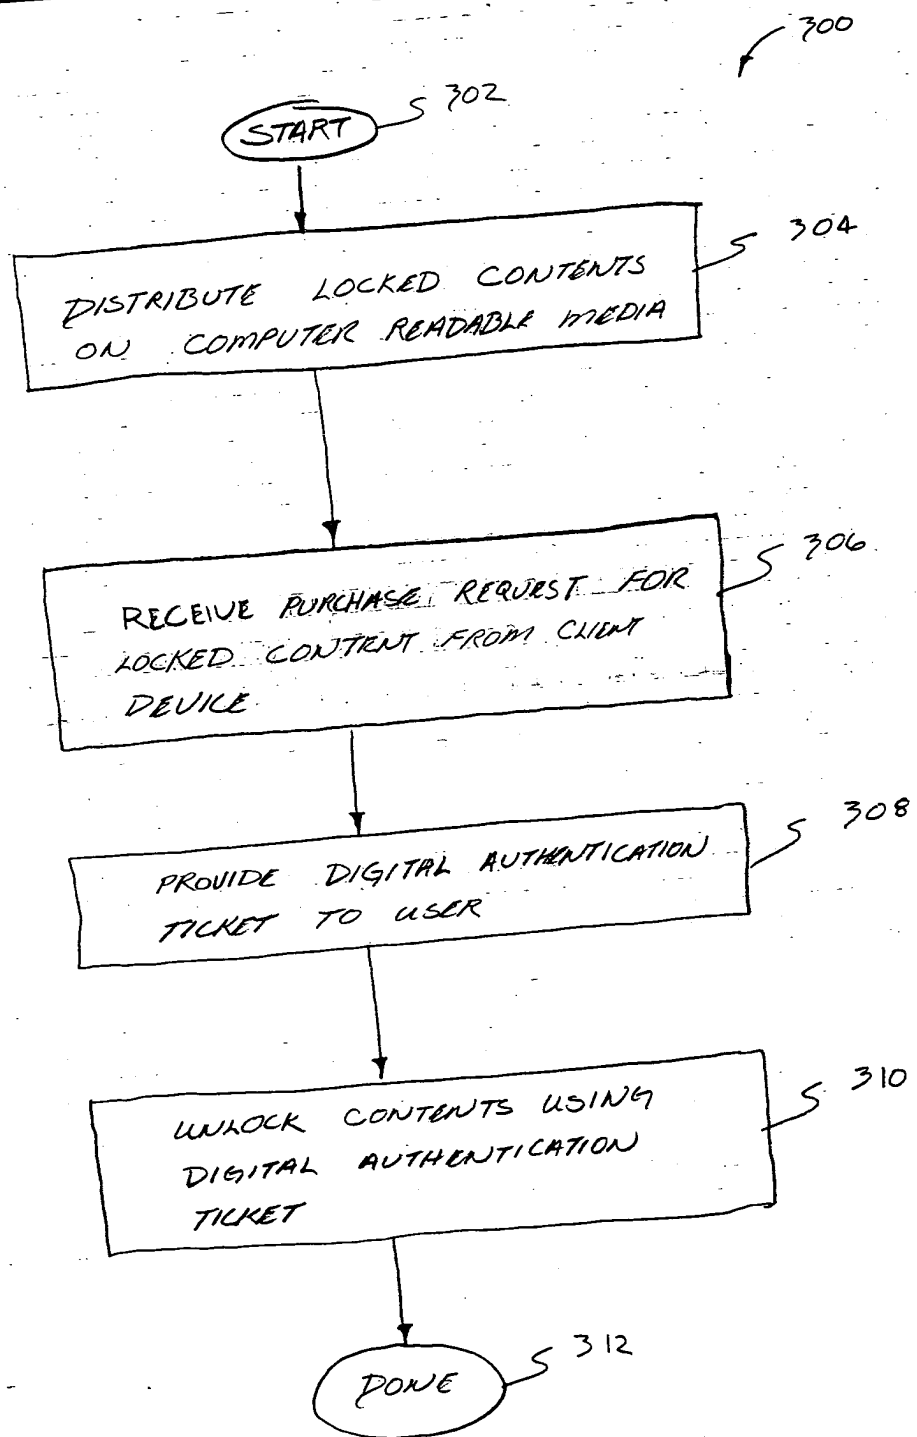 300
START
302
DISTRIBUTE LOCKED CONTENTS
ON COMPUTER READABLE MEDIA
304
RECEIVE PURCHASE REQUEST FOR
LOCKED CONTENT FROM CLIENT
DEVICE
306
PROVIDE DIGITAL AUTHENTICATION
TICKET TO USER
308
UNLOCK CONTENTS USING
DIGITAL AUTHENTICATION
TICKET
310
DONE
312